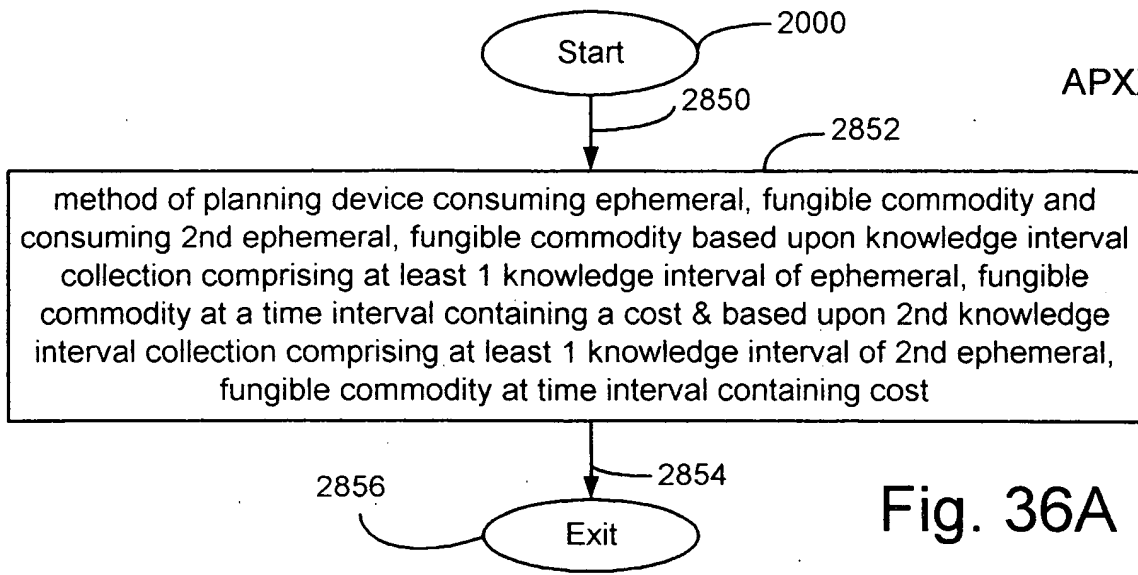 2000
Start
APX
2850
2852
method of planning device consuming ephemeral, fungible commodity and
consuming 2nd ephemeral, fungible commodity based upon knowledge interval
collection comprising at least 1 knowledge interval of ephemeral, fungible
commodity at a time interval containing a cost & based upon 2nd knowledge
interval collection comprising at least 1 knowledge interval of 2nd ephemeral,
fungible commodity at time interval containing cost
2854
2856
Exit
Fig. 36A